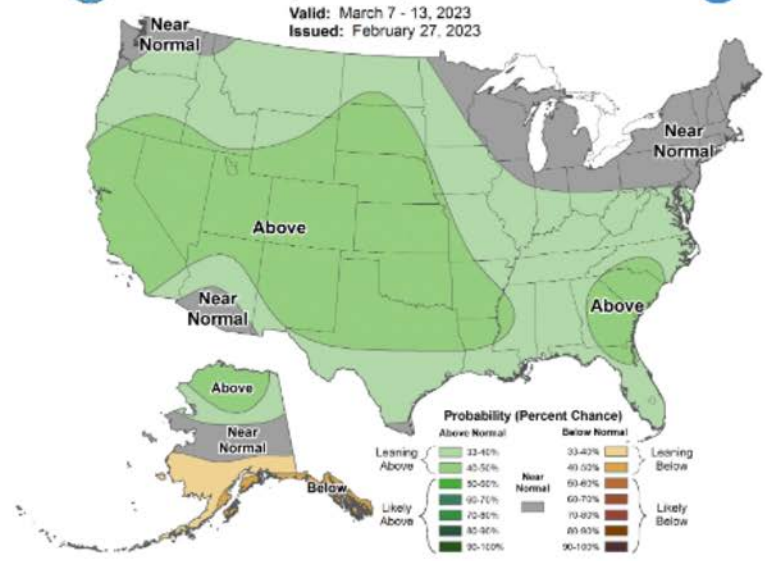 Valid: March 7 - 13, 2023
Issued: February 27, 2023
Near
Normal
Near
Normal
Above
Near
Normal
Above
Above
Near
Normal
Below
Probability (Percent Chance)
Above Normal
Below Normal
Leaning
Above
33-40%
40-50%
Likely
Above
50-60%
60-70%
70-80%
80-90%
90-100%
Near
Normal
33-40%
40-50%
Leaning
Below
50-60%
60-70%
70-80%
80-90%
90-100%
Likely
Below